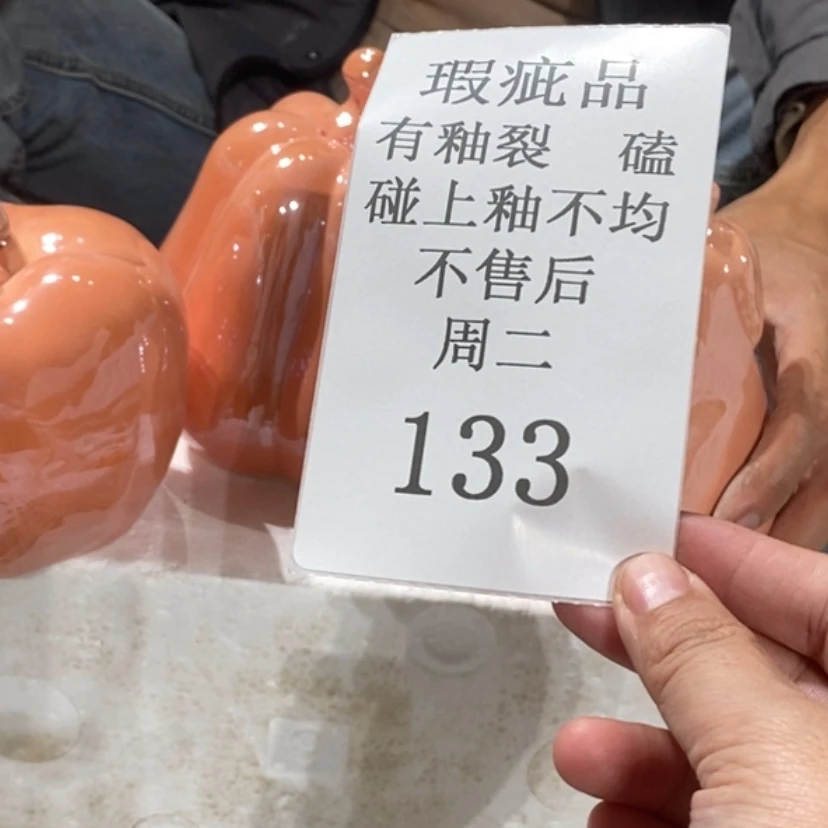 瑕疵品
有釉裂 磕
碰上釉不均
不售后
周二
133